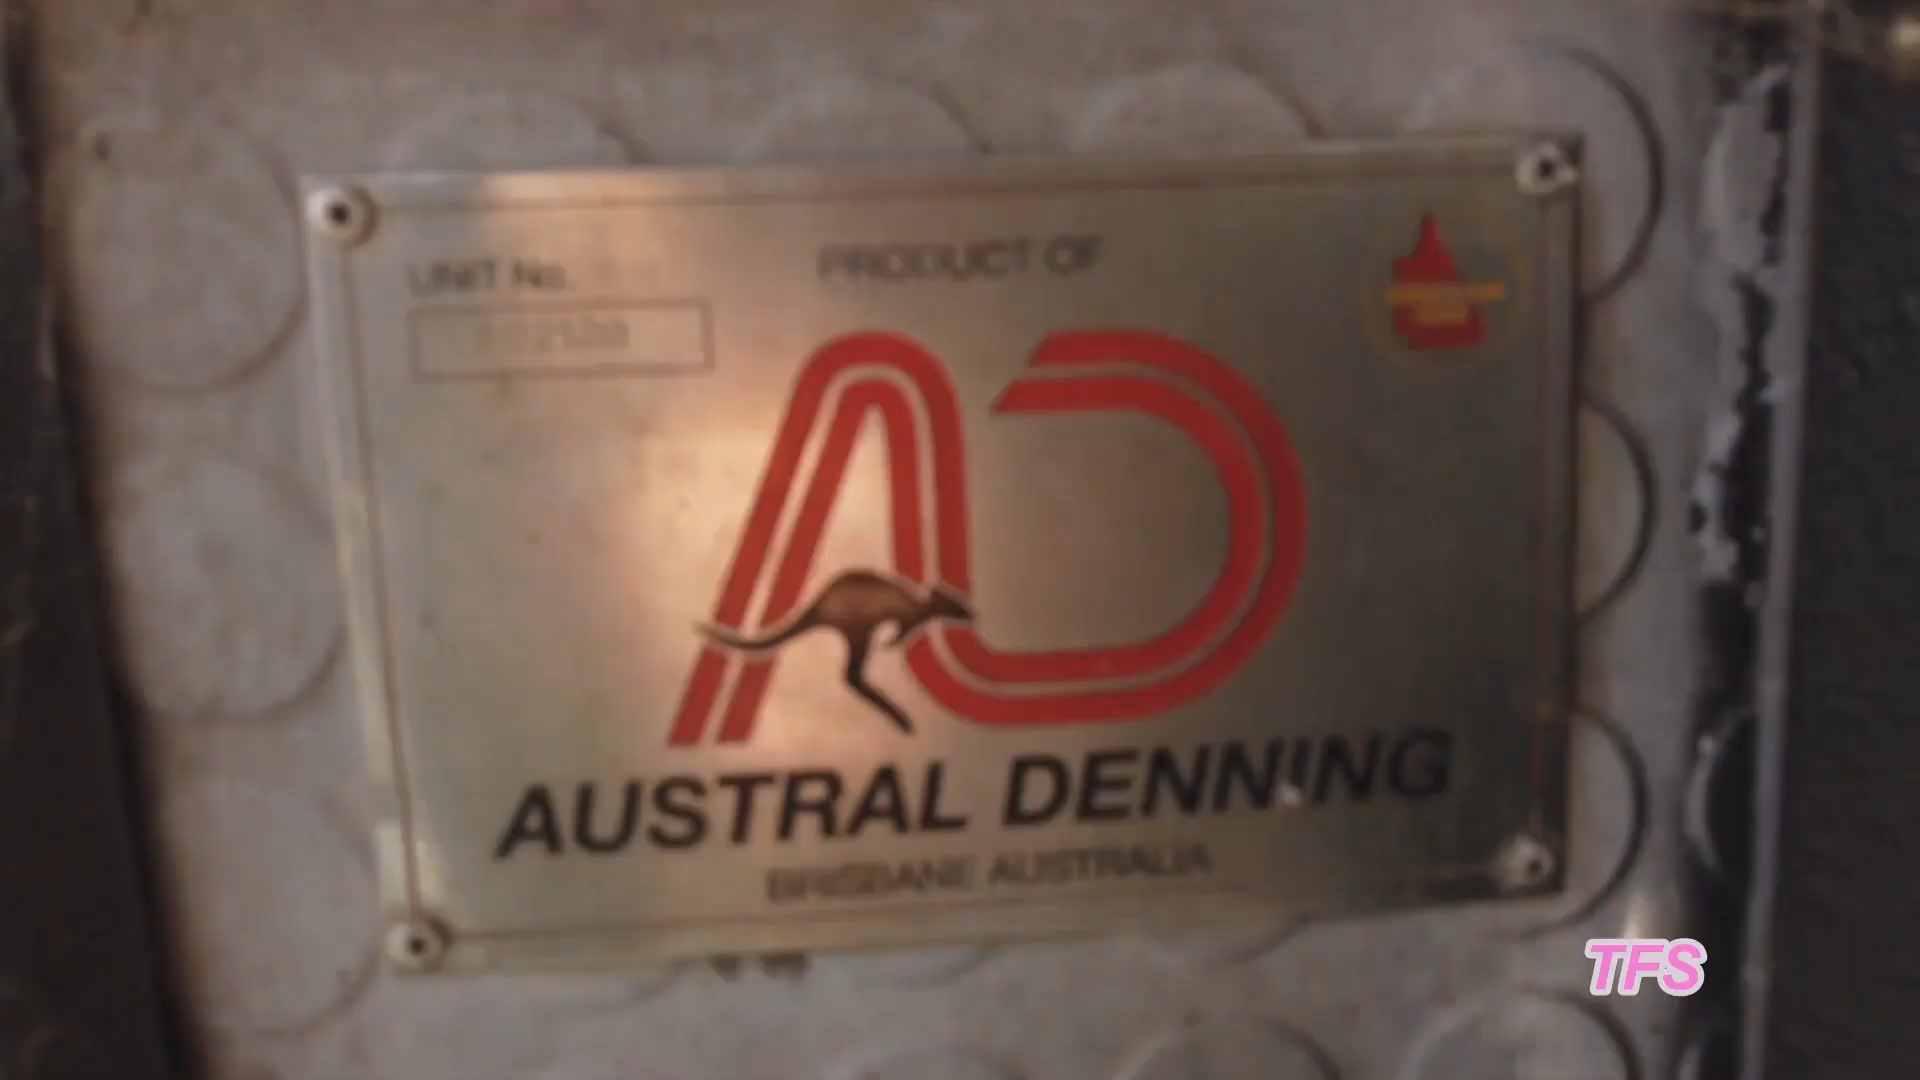 PRODUCT OF
UNIT No.
AD
AUSTRAL DENNING
BRISBANE AUSTRALIA
TFS